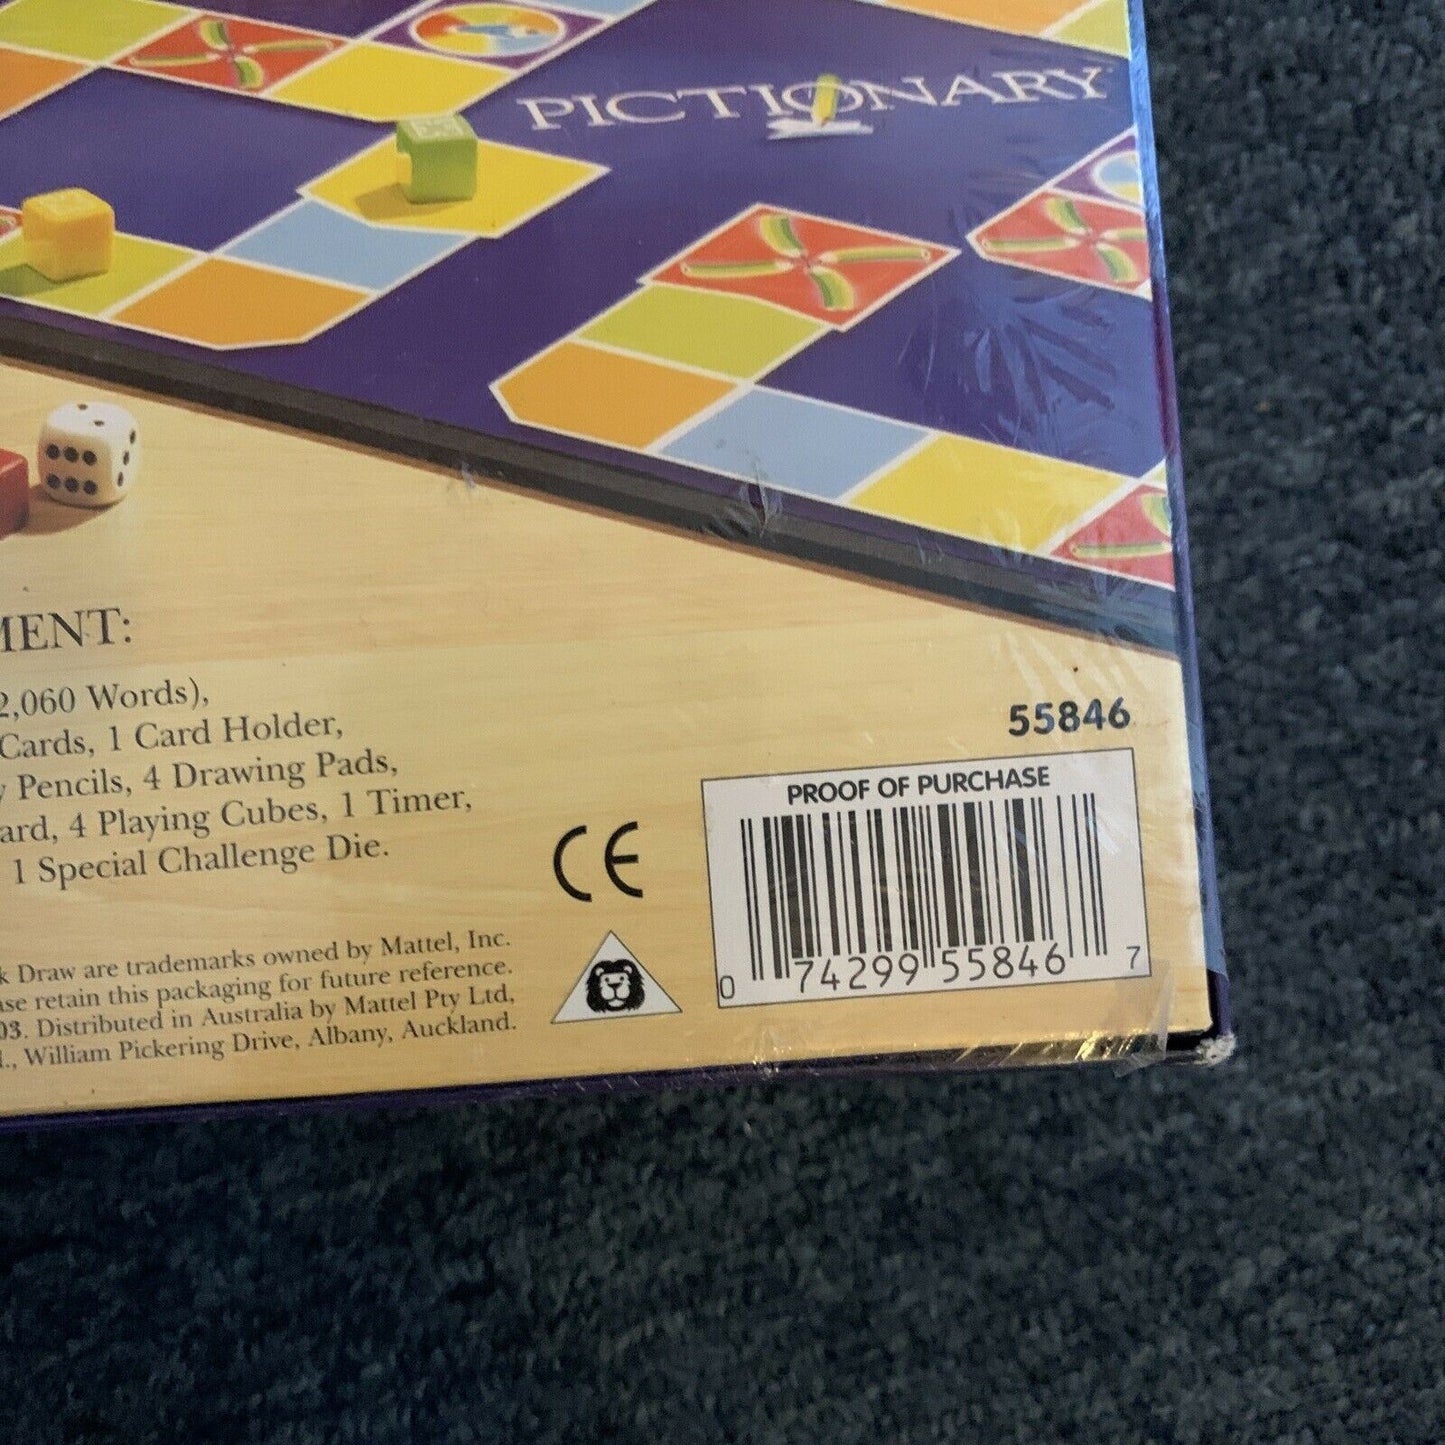 PICTIONARY
MENT:
2,060 Words),
Cards, 1 Card Holder,
y Pencils, 4 Drawing Pads,
ard, 4 Playing Cubes, 1 Timer,
1 Special Challenge Die.
55846
PROOF OF PURCHASE
0 74299 55846 7
CE
k Draw are trademarks owned by Mattel, Inc.
ase retain this packaging for future reference.
03. Distributed in Australia by Mattel Pty Ltd,
l., William Pickering Drive, Albany, Auckland.